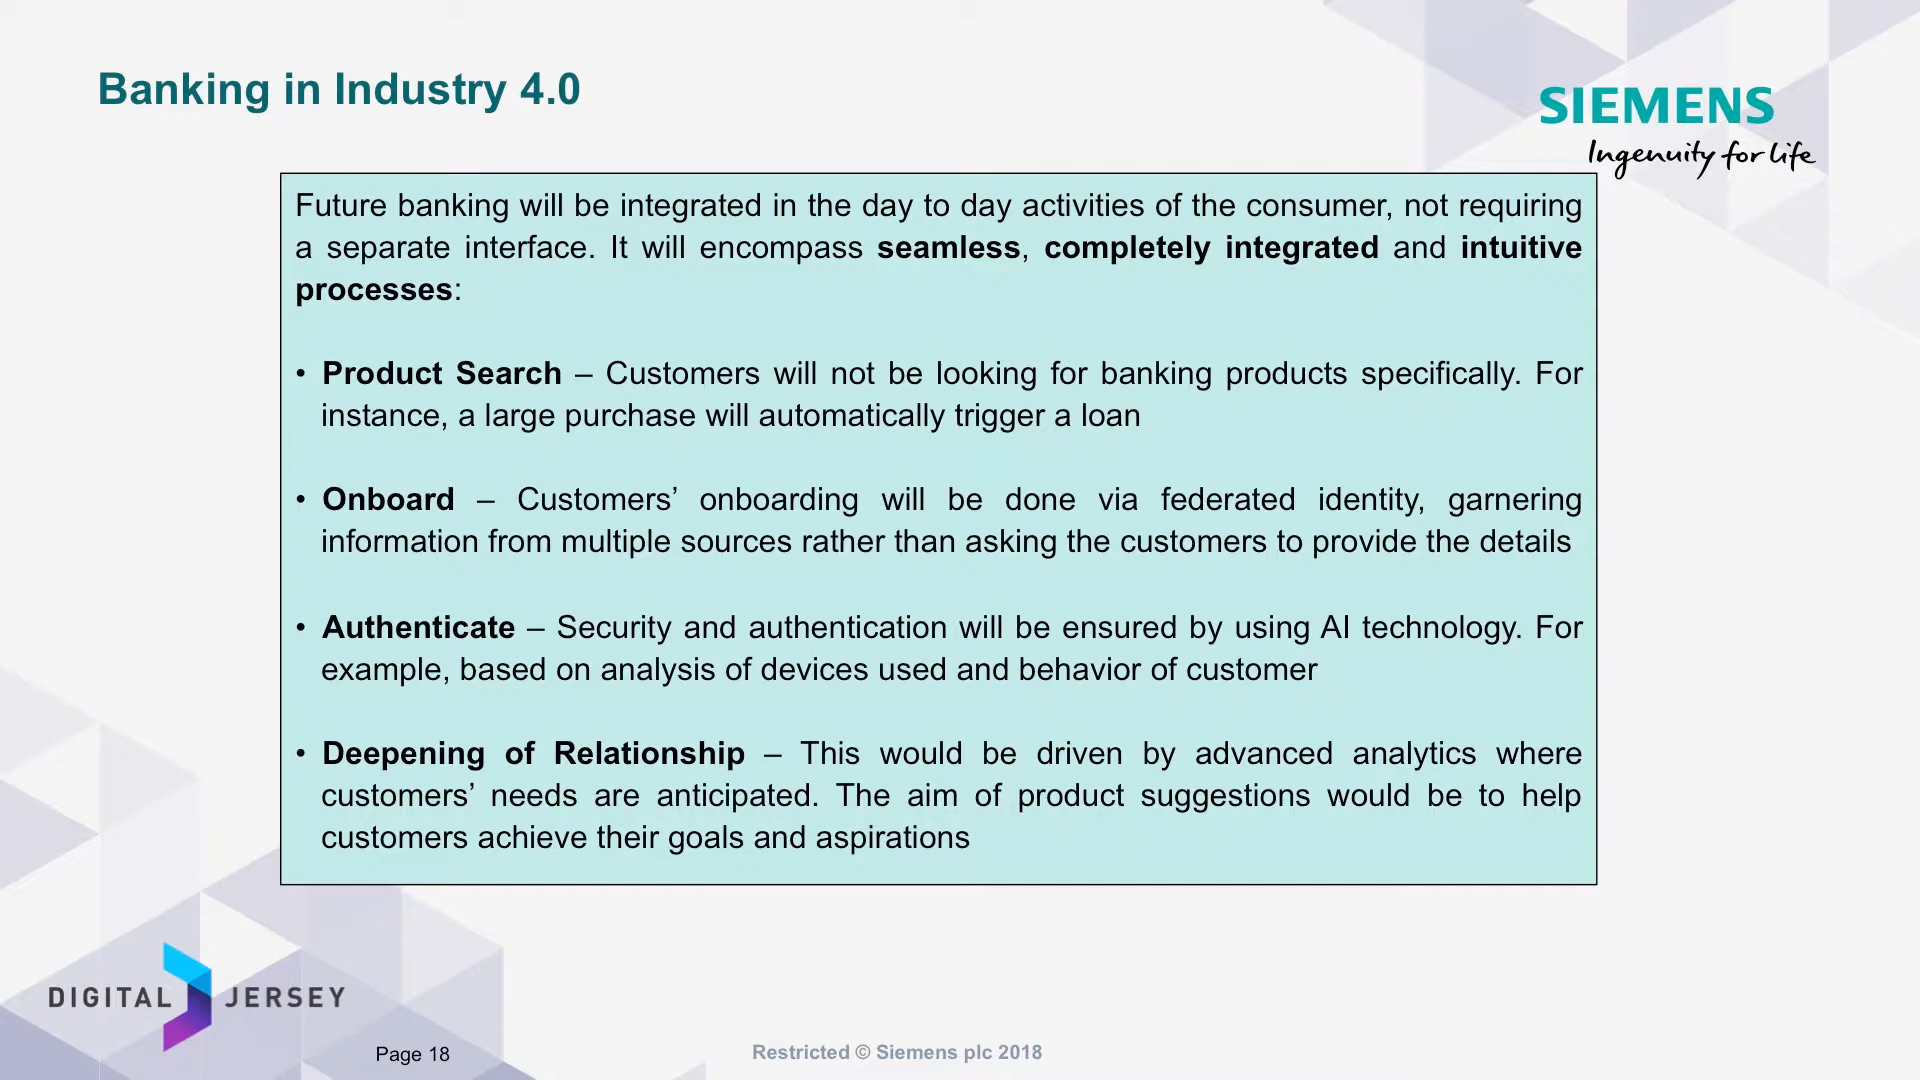 Banking in Industry 4.0
SIEMENS
Ingenuity for life
Future banking will be integrated in the day to day activities of the consumer, not requiring
a separate interface. It will encompass seamless, completely integrated and intuitive
processes:
• Product Search – Customers will not be looking for banking products specifically. For
instance, a large purchase will automatically trigger a loan
• Onboard – Customers’ onboarding will be done via federated identity, garnering
information from multiple sources rather than asking the customers to provide the details
• Authenticate – Security and authentication will be ensured by using AI technology. For
example, based on analysis of devices used and behavior of customer
• Deepening of Relationship – This would be driven by advanced analytics where
customers’ needs are anticipated. The aim of product suggestions would be to help
customers achieve their goals and aspirations
DIGITAL JERSEY
Page 18
Restricted © Siemens plc 2018